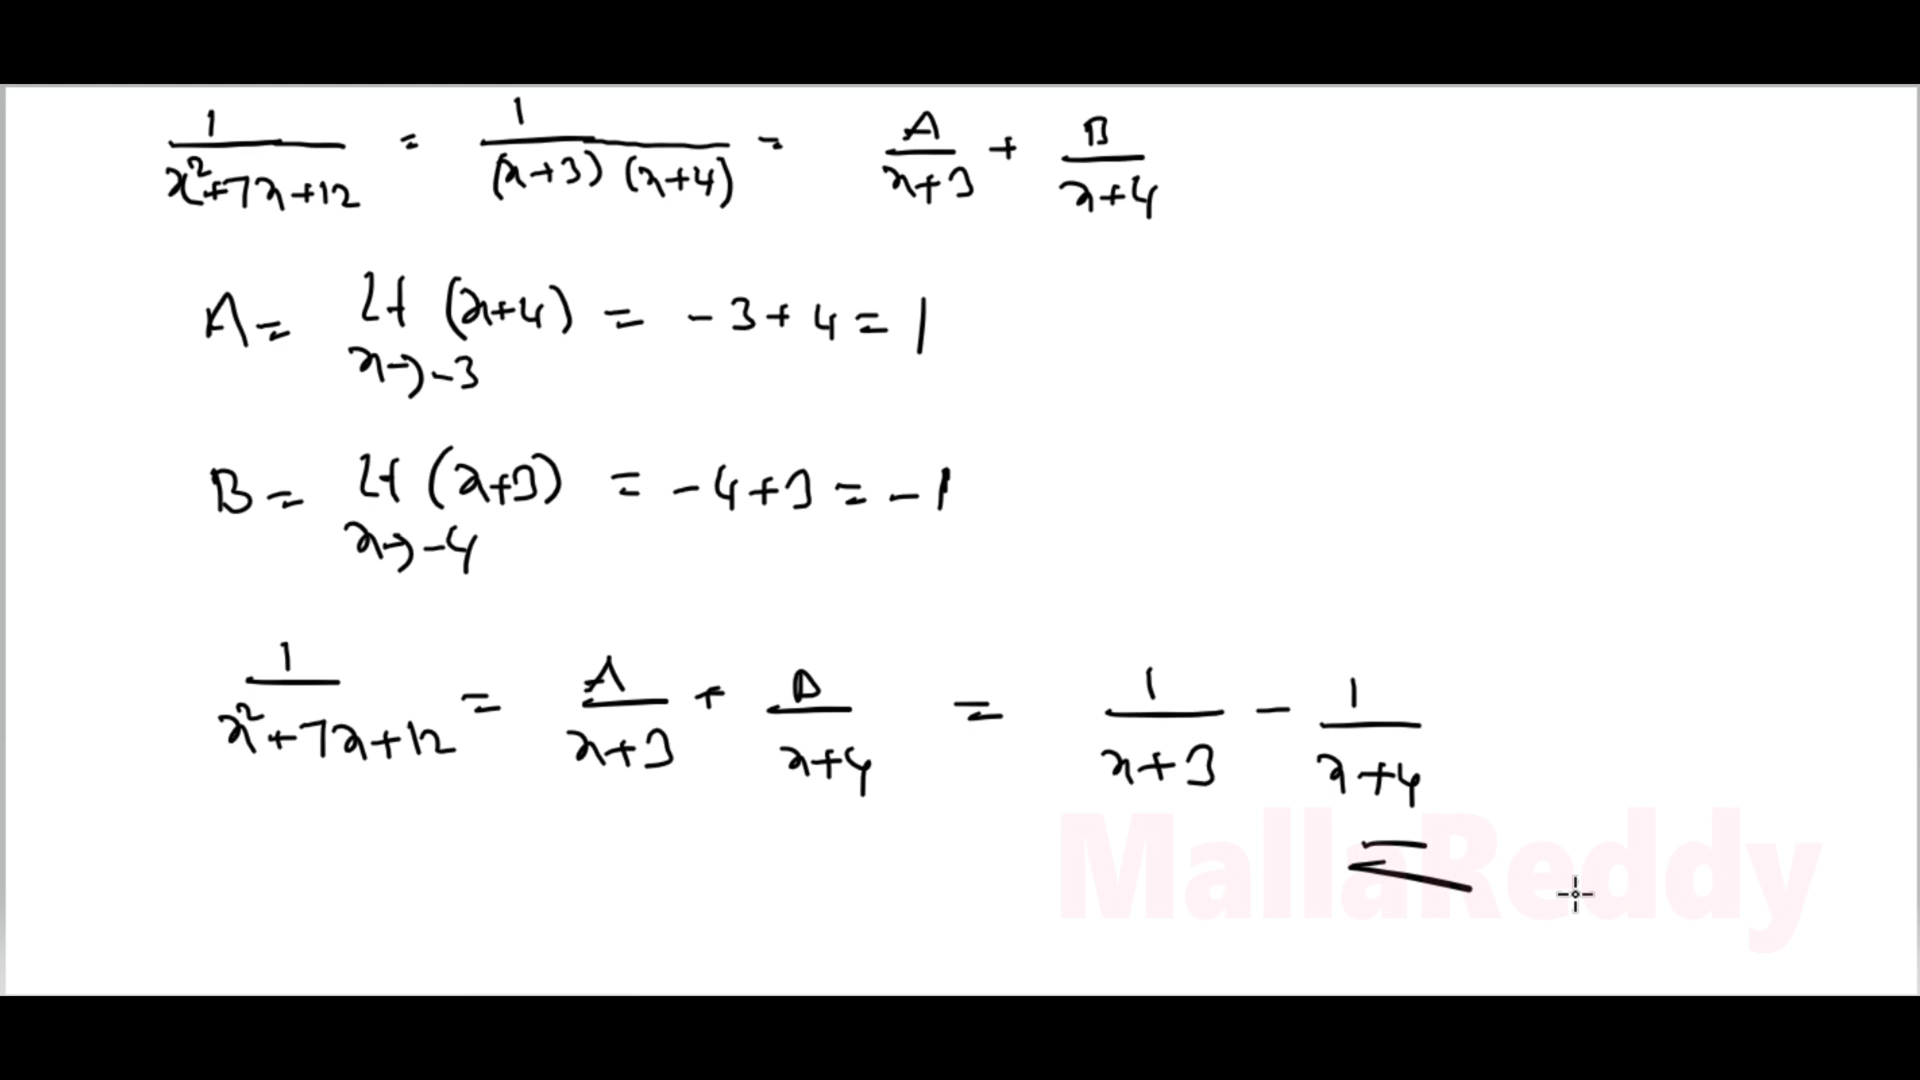 1/(x²+7x+12) = 1/((x+3)(x+4)) = A/(x+3) + B/(x+4)
A = Lt x→-3 (x+4) = -3+4 = 1
B = Lt x→-4 (x+3) = -4+3 = -1
1/(x²+7x+12) = A/(x+3) + B/(x+4) = 1/(x+3) - 1/(x+4)
MallaReddy